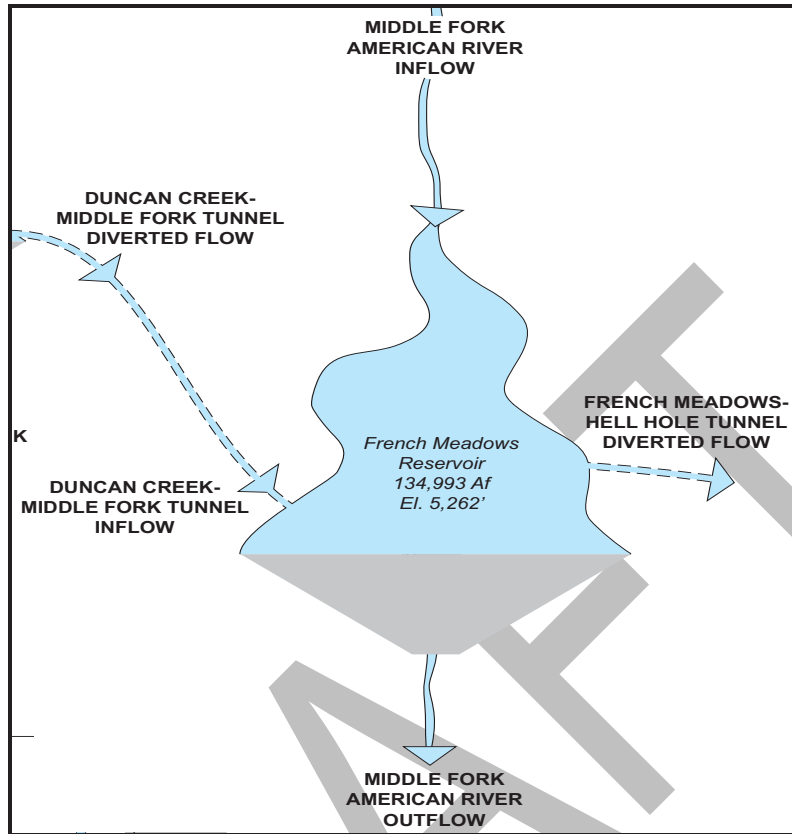 MIDDLE FORK
AMERICAN RIVER
INFLOW
DUNCAN CREEK-
MIDDLE FORK TUNNEL
DIVERTED FLOW
FRENCH MEADOWS-
HELL HOLE TUNNEL
DIVERTED FLOW
K
French Meadows
Reservoir
134,993 Af
El. 5,262’
DUNCAN CREEK-
MIDDLE FORK TUNNEL
INFLOW
MIDDLE FORK
AMERICAN RIVER
OUTFLOW
AFT